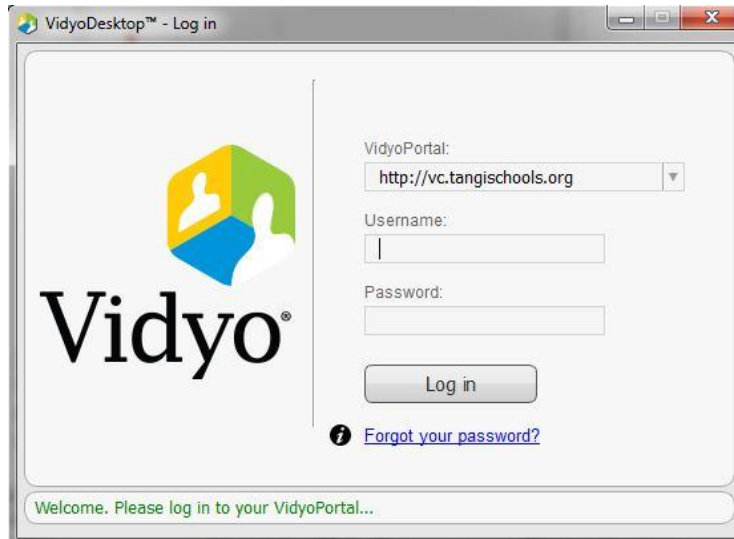 VidyoDesktop™ - Log in
VidyoPortal:
http://vc.tangischools.org
Username:
Password:
Vidyo®
Log in
i Forgot your password?
Welcome. Please log in to your VidyoPortal...